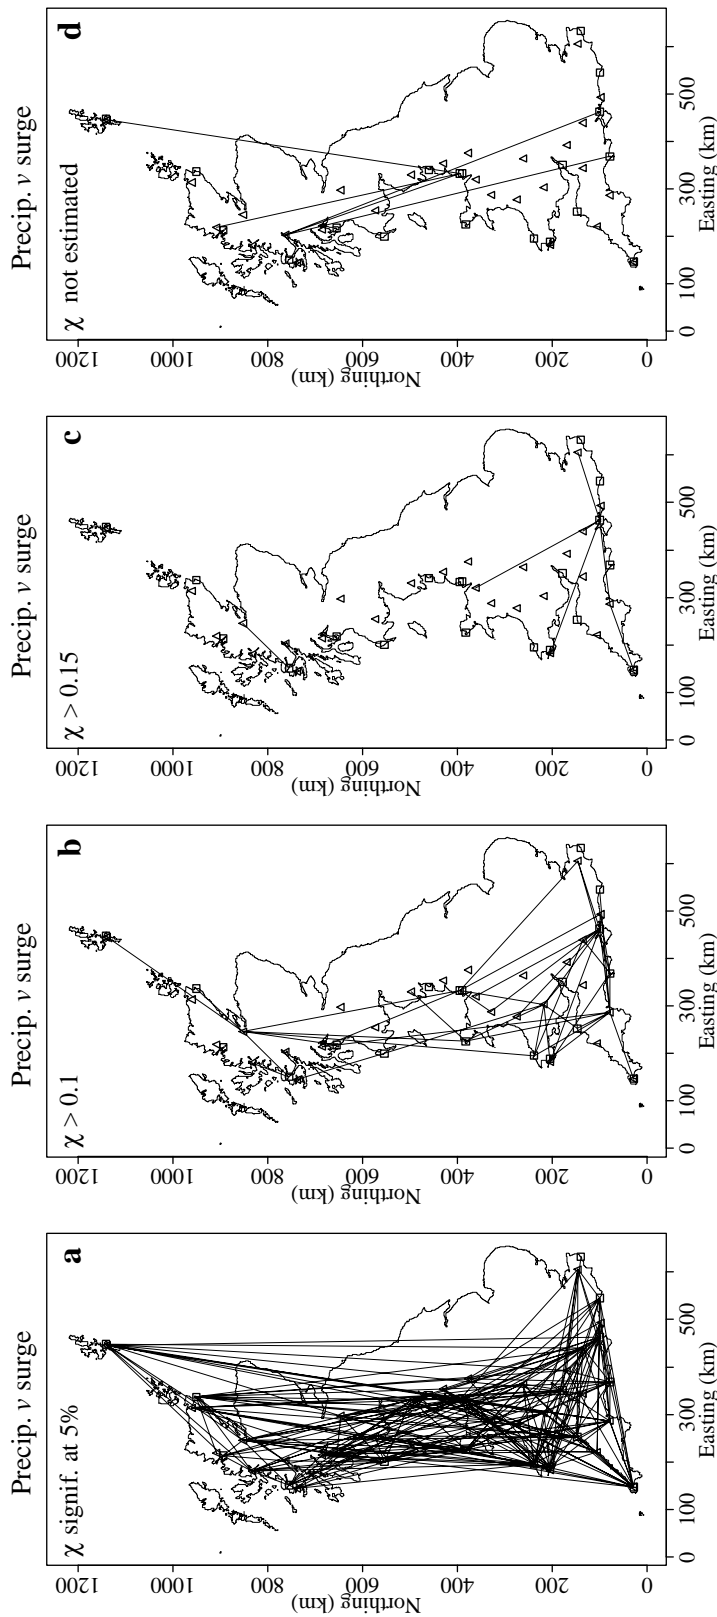 Precip. v surge
a
χ signif. at 5%
Northing (km)
1200
1000
800
600
400
200
0
0
100
300
500
Easting (km)
Precip. v surge
b
χ > 0.1
Northing (km)
1200
1000
800
600
400
200
0
0
100
300
500
Easting (km)
Precip. v surge
c
χ > 0.15
Northing (km)
1200
1000
800
600
400
200
0
0
100
300
500
Easting (km)
Precip. v surge
d
χ not estimated
Northing (km)
1200
1000
800
600
400
200
0
0
100
300
500
Easting (km)